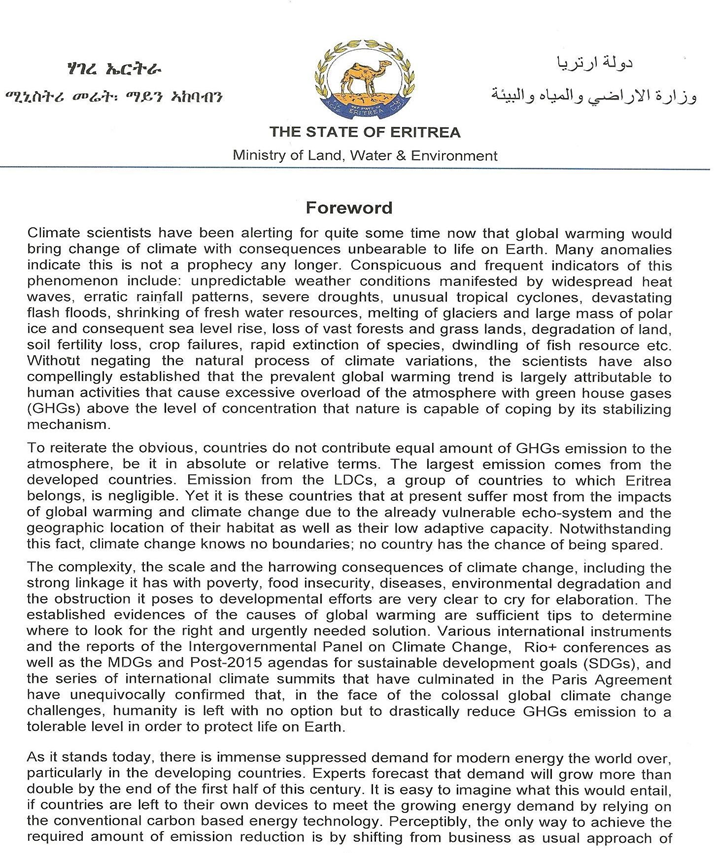 ሃገረ ኤርትራ
ሚኒስትሪ መሬት፡ ማይን ኣከባብን
دولة ارتريا
وزارة الاراضي والمياه والبيئة
ERITREA
THE STATE OF ERITREA
Ministry of Land, Water & Environment
Foreword
Climate scientists have been alerting for quite some time now that global warming would
bring change of climate with consequences unbearable to life on Earth. Many anomalies
indicate this is not a prophecy any longer. Conspicuous and frequent indicators of this
phenomenon include: unpredictable weather conditions manifested by widespread heat
waves, erratic rainfall patterns, severe droughts, unusual tropical cyclones, devastating
flash floods, shrinking of fresh water resources, melting of glaciers and large mass of polar
ice and consequent sea level rise, loss of vast forests and grass lands, degradation of land,
soil fertility loss, crop failures, rapid extinction of species, dwindling of fish resource etc.
Without negating the natural process of climate variations, the scientists have also
compellingly established that the prevalent global warming trend is largely attributable to
human activities that cause excessive overload of the atmosphere with green house gases
(GHGs) above the level of concentration that nature is capable of coping by its stabilizing
mechanism.
To reiterate the obvious, countries do not contribute equal amount of GHGs emission to the
atmosphere, be it in absolute or relative terms. The largest emission comes from the
developed countries. Emission from the LDCs, a group of countries to which Eritrea
belongs, is negligible. Yet it is these countries that at present suffer most from the impacts
of global warming and climate change due to the already vulnerable echo-system and the
geographic location of their habitat as well as their low adaptive capacity. Notwithstanding
this fact, climate change knows no boundaries; no country has the chance of being spared.
The complexity, the scale and the harrowing consequences of climate change, including the
strong linkage it has with poverty, food insecurity, diseases, environmental degradation and
the obstruction it poses to developmental efforts are very clear to cry for elaboration. The
established evidences of the causes of global warming are sufficient tips to determine
where to look for the right and urgently needed solution. Various international instruments
and the reports of the Intergovernmental Panel on Climate Change, Rio+ conferences as
well as the MDGs and Post-2015 agendas for sustainable development goals (SDGs), and
the series of international climate summits that have culminated in the Paris Agreement
have unequivocally confirmed that, in the face of the colossal global climate change
challenges, humanity is left with no option but to drastically reduce GHGs emission to a
tolerable level in order to protect life on Earth.
As it stands today, there is immense suppressed demand for modern energy the world over,
particularly in the developing countries. Experts forecast that demand will grow more than
double by the end of the first half of this century. It is easy to imagine what this would entail,
if countries are left to their own devices to meet the growing energy demand by relying on
the conventional carbon based energy technology. Perceptibly, the only way to achieve the
required amount of emission reduction is by shifting from business as usual approach of